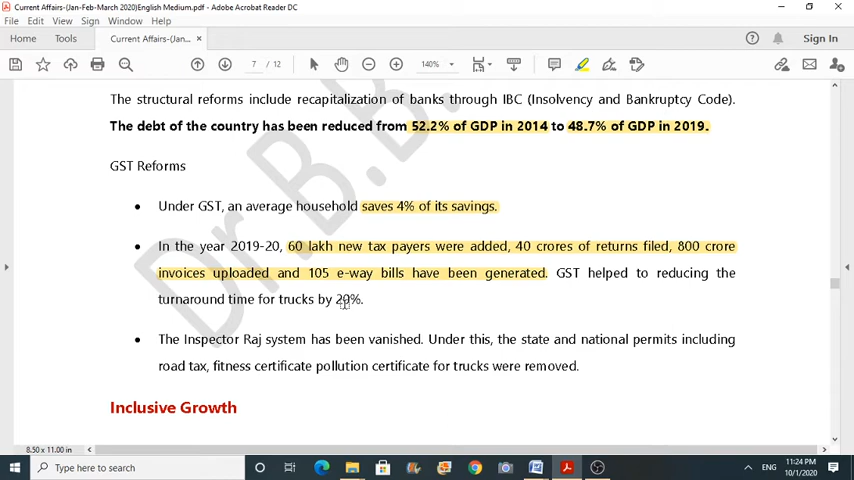 Current Affairs-(Jan-Feb-March 2020)English Medium.pdf - Adobe Acrobat Reader DC
File Edit View Sign Window Help
Home Tools Current Affairs-(Jan-... × Sign In
7 / 12 140%
The structural reforms include recapitalization of banks through IBC (Insolvency and Bankruptcy Code).
The debt of the country has been reduced from 52.2% of GDP in 2014 to 48.7% of GDP in 2019.
GST Reforms
• Under GST, an average household saves 4% of its savings.
• In the year 2019-20, 60 lakh new tax payers were added, 40 crores of returns filed, 800 crore
invoices uploaded and 105 e-way bills have been generated. GST helped to reducing the
turnaround time for trucks by 20%.
• The Inspector Raj system has been vanished. Under this, the state and national permits including
road tax, fitness certificate pollution certificate for trucks were removed.
Inclusive Growth
Dr. B.B.
8.50 x 11.00 in
Type here to search
ENG
11:24 PM
10/1/2020